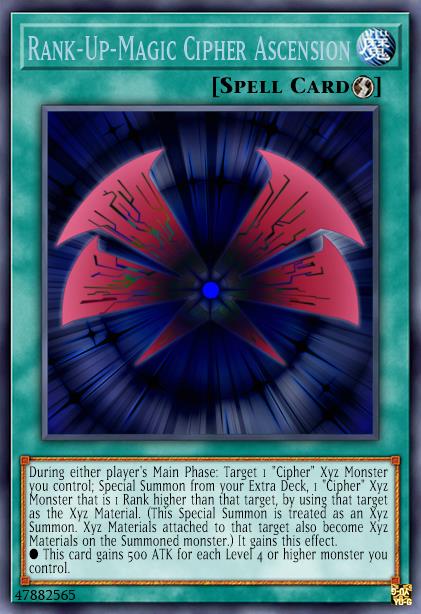 Rank-Up-Magic Cipher Ascension
魔
[Spell Card]
During either player's Main Phase: Target 1 "Cipher" Xyz Monster
you control; Special Summon from your Extra Deck, 1 "Cipher" Xyz
Monster that is 1 Rank higher than that target, by using that target
as the Xyz Material. (This Special Summon is treated as an Xyz
Summon. Xyz Materials attached to that target also become Xyz
Materials on the Summoned monster.) It gains this effect.
● This card gains 500 ATK for each Level 4 or higher monster you
control.
47882565